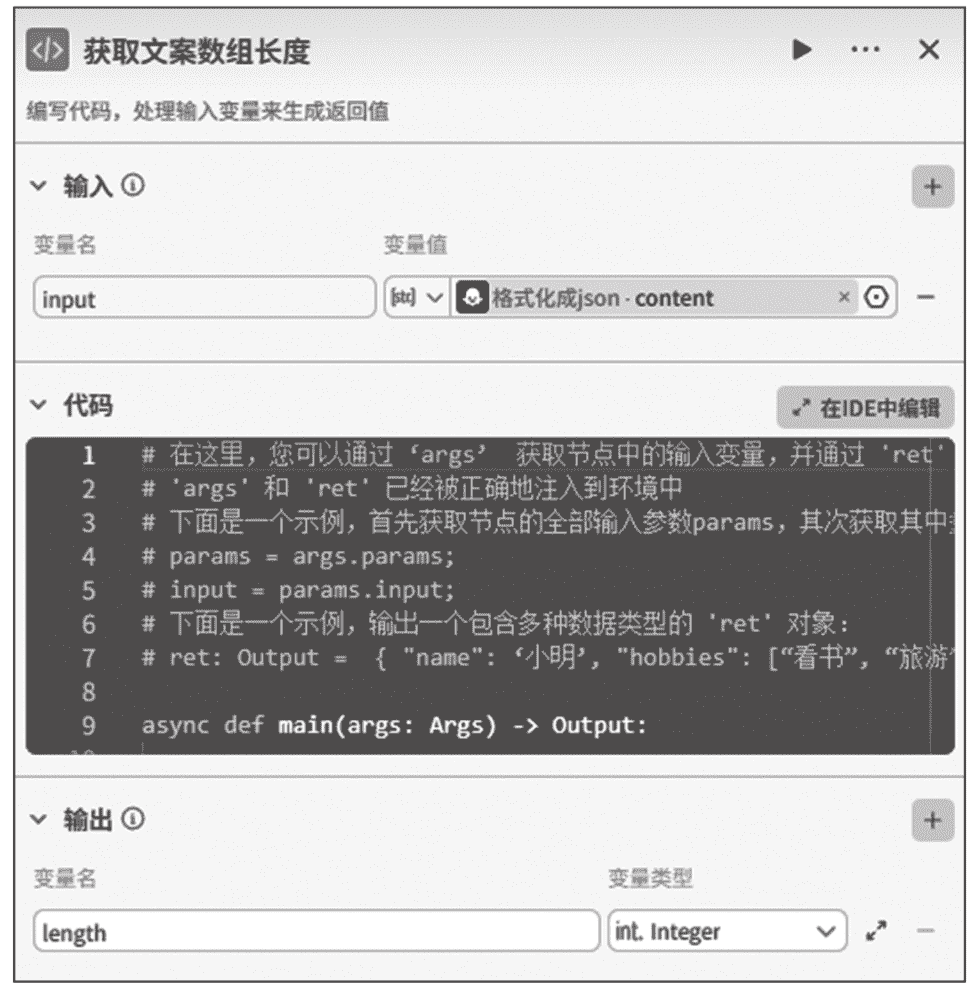 </> 获取文案数组长度
编写代码，处理输入变量来生成返回值
输入
变量名 变量值
input [str] 格式化成json · content
代码 在IDE中编辑
1 # 在这里，您可以通过 ‘args’ 获取节点中的输入变量，并通过 'ret'
2 # 'args' 和 'ret' 已经被正确地注入到环境中
3 # 下面是一个示例，首先获取节点的全部输入参数params，其次获取其中
4 # params = args.params;
5 # input = params.input;
6 # 下面是一个示例，输出一个包含多种数据类型的 'ret' 对象：
7 # ret: Output = { "name": ‘小明’, "hobbies": [“看书”, “旅游”
8
9 async def main(args: Args) -> Output:
输出
变量名 变量类型
length int. Integer